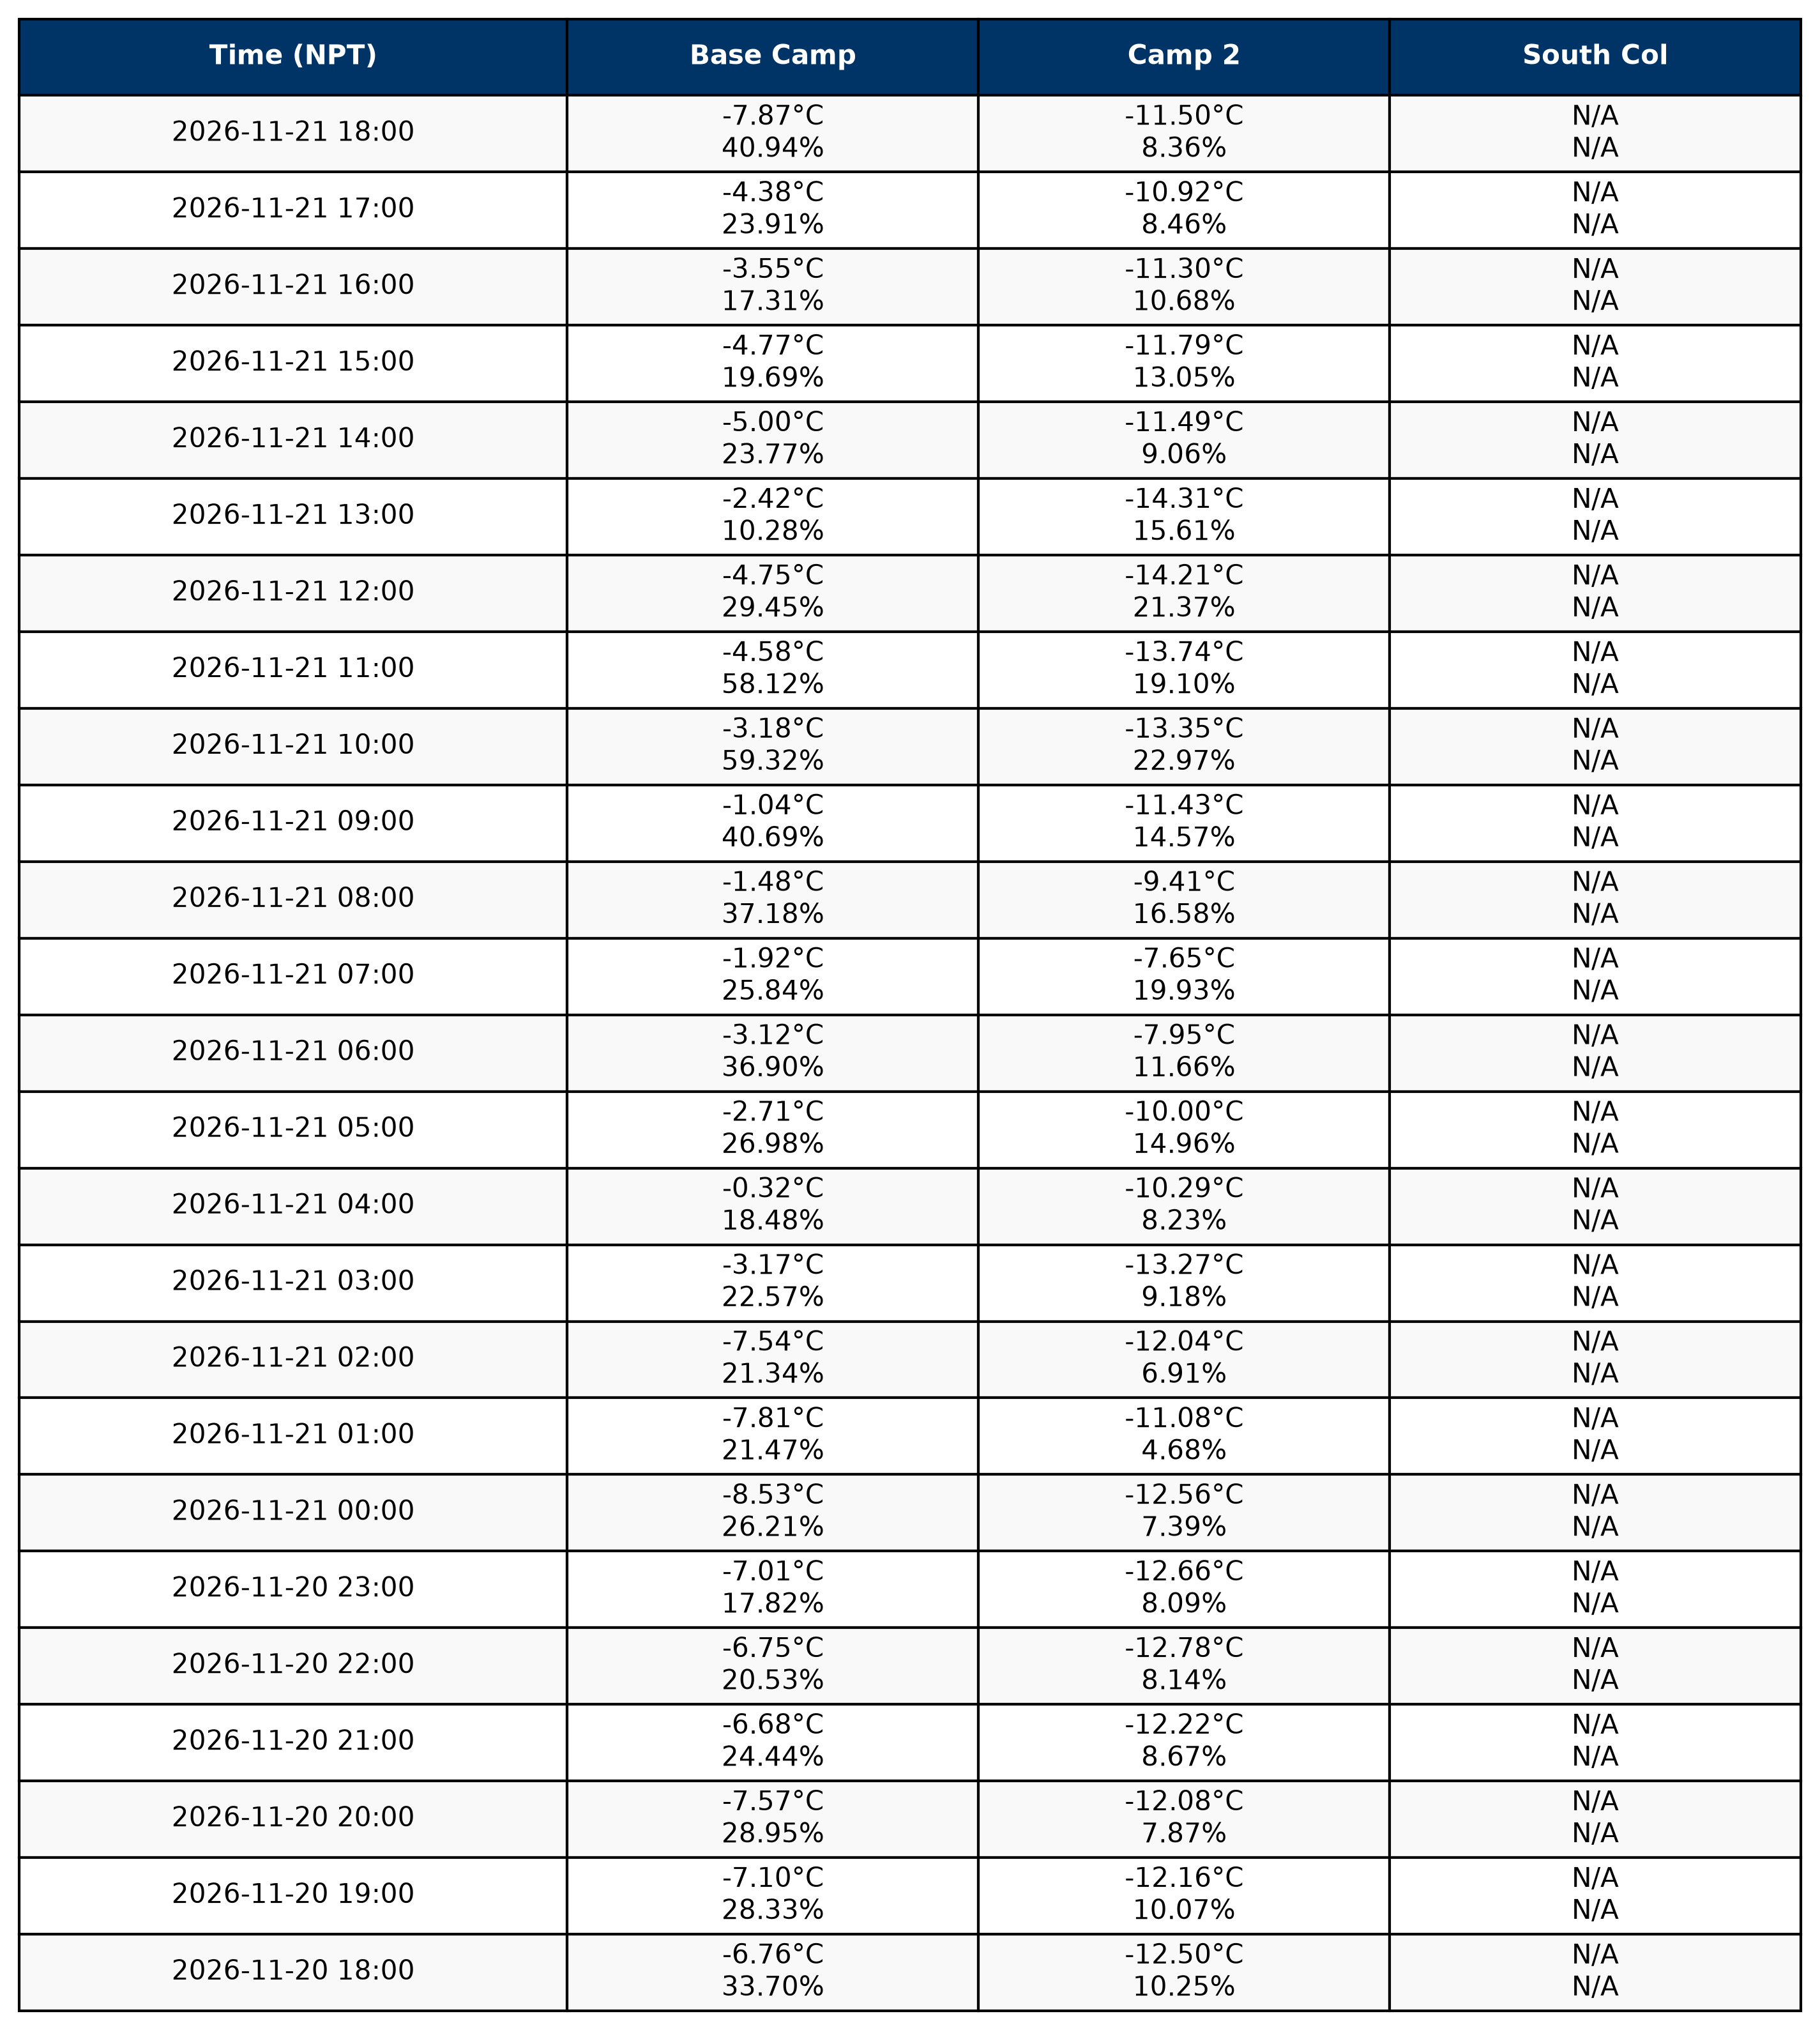 Time (NPT) Base Camp Camp 2 South Col
2026-11-21 18:00 -7.87°C -11.50°C N/A
40.94% 8.36% N/A
2026-11-21 17:00 -4.38°C -10.92°C N/A
23.91% 8.46% N/A
2026-11-21 16:00 -3.55°C -11.30°C N/A
17.31% 10.68% N/A
2026-11-21 15:00 -4.77°C -11.79°C N/A
19.69% 13.05% N/A
2026-11-21 14:00 -5.00°C -11.49°C N/A
23.77% 9.06% N/A
2026-11-21 13:00 -2.42°C -14.31°C N/A
10.28% 15.61% N/A
2026-11-21 12:00 -4.75°C -14.21°C N/A
29.45% 21.37% N/A
2026-11-21 11:00 -4.58°C -13.74°C N/A
58.12% 19.10% N/A
2026-11-21 10:00 -3.18°C -13.35°C N/A
59.32% 22.97% N/A
2026-11-21 09:00 -1.04°C -11.43°C N/A
40.69% 14.57% N/A
2026-11-21 08:00 -1.48°C -9.41°C N/A
37.18% 16.58% N/A
2026-11-21 07:00 -1.92°C -7.65°C N/A
25.84% 19.93% N/A
2026-11-21 06:00 -3.12°C -7.95°C N/A
36.90% 11.66% N/A
2026-11-21 05:00 -2.71°C -10.00°C N/A
26.98% 14.96% N/A
2026-11-21 04:00 -0.32°C -10.29°C N/A
18.48% 8.23% N/A
2026-11-21 03:00 -3.17°C -13.27°C N/A
22.57% 9.18% N/A
2026-11-21 02:00 -7.54°C -12.04°C N/A
21.34% 6.91% N/A
2026-11-21 01:00 -7.81°C -11.08°C N/A
21.47% 4.68% N/A
2026-11-21 00:00 -8.53°C -12.56°C N/A
26.21% 7.39% N/A
2026-11-20 23:00 -7.01°C -12.66°C N/A
17.82% 8.09% N/A
2026-11-20 22:00 -6.75°C -12.78°C N/A
20.53% 8.14% N/A
2026-11-20 21:00 -6.68°C -12.22°C N/A
24.44% 8.67% N/A
2026-11-20 20:00 -7.57°C -12.08°C N/A
28.95% 7.87% N/A
2026-11-20 19:00 -7.10°C -12.16°C N/A
28.33% 10.07% N/A
2026-11-20 18:00 -6.76°C -12.50°C N/A
33.70% 10.25% N/A